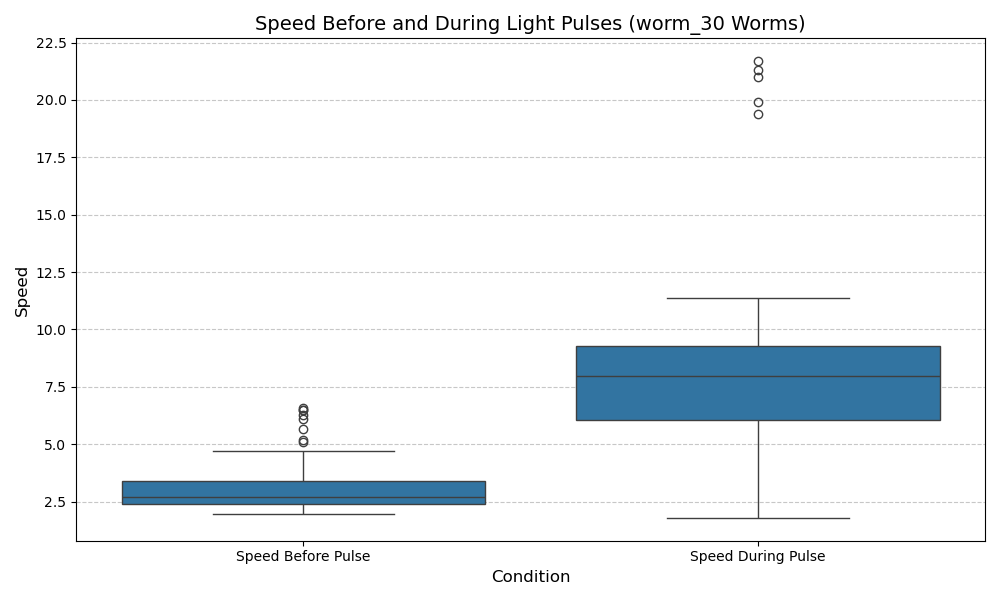 Speed Before and During Light Pulses (worm_30 Worms)
22.5
20.0
17.5
15.0
12.5
10.0
7.5
5.0
2.5
Speed
Speed Before Pulse
Speed During Pulse
Condition